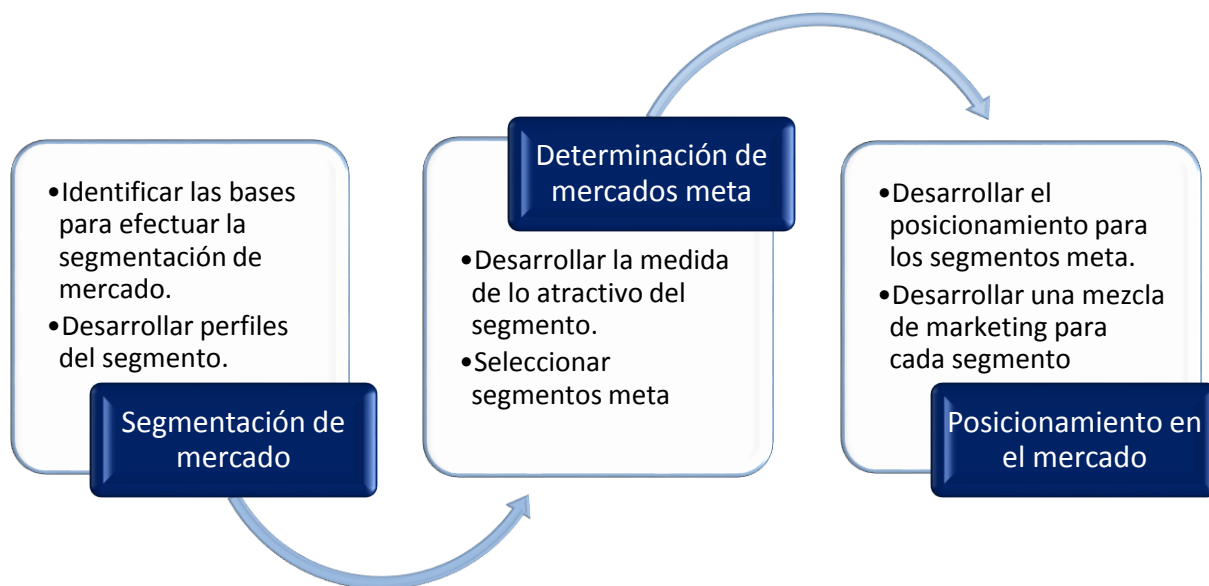 •Identificar las bases
para efectuar la
segmentación de
mercado.
•Desarrollar perfiles
del segmento.
Segmentación de
mercado
Determinación de
mercados meta
•Desarrollar la medida
de lo atractivo del
segmento.
•Seleccionar
segmentos meta
•Desarrollar el
posicionamiento para
los segmentos meta.
•Desarrollar una mezcla
de marketing para
cada segmento
Posicionamiento en
el mercado